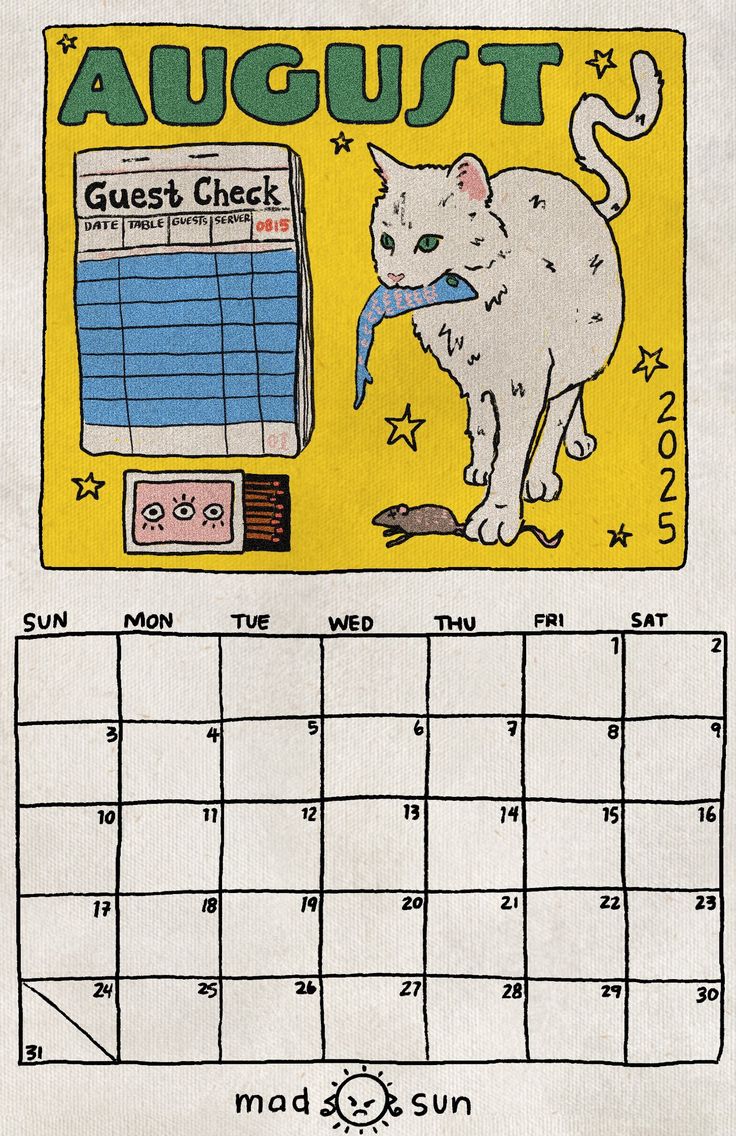 AUGUST
Guest Check
DATE TABLE GUESTS SERVER 0815
10
2025
SUN MON TUE WED THU FRI SAT
1 2
3 4 5 6 7 8 9
10 11 12 13 14 15 16
17 18 19 20 21 22 23
24 25 26 27 28 29 30
31
mad sun